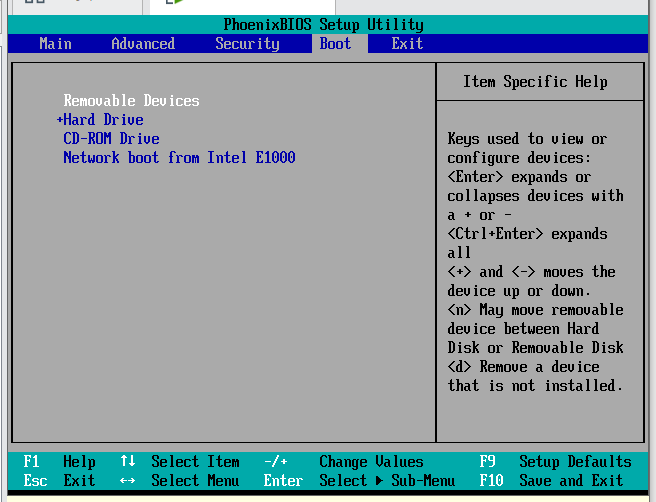 PhoenixBIOS Setup Utility
Main Advanced Security Boot Exit
Removable Devices
+Hard Drive
CD-ROM Drive
Network boot from Intel E1000
Item Specific Help
Keys used to view or
configure devices:
<Enter> expands or
collapses devices with
a + or -
<Ctrl+Enter> expands
all
<+> and <-> moves the
device up or down.
<n> May move removable
device between Hard
Disk or Removable Disk
<d> Remove a device
that is not installed.
F1 Help ↑↓ Select Item -/+ Change Values F9 Setup Defaults
Esc Exit ↔ Select Menu Enter Select ▶ Sub-Menu F10 Save and Exit